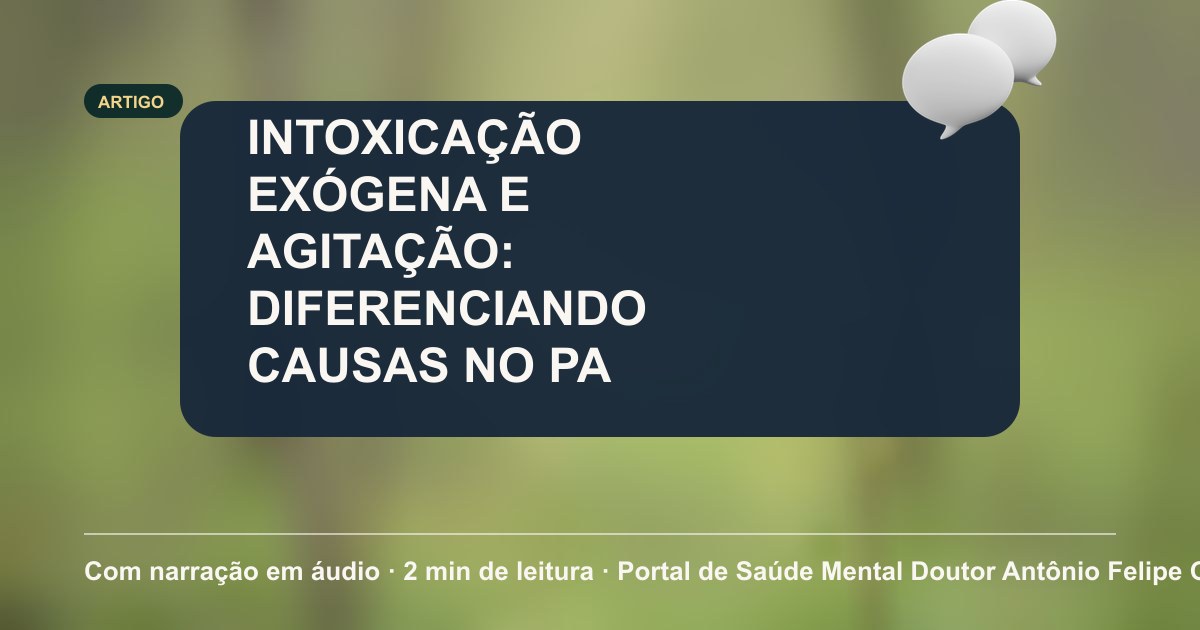 ARTIGO
INTOXICAÇÃO
EXÓGENA E
AGITAÇÃO:
DIFERENCIANDO
CAUSAS NO PA
Com narração em áudio · 2 min de leitura · Portal de Saúde Mental Doutor Antônio Felipe